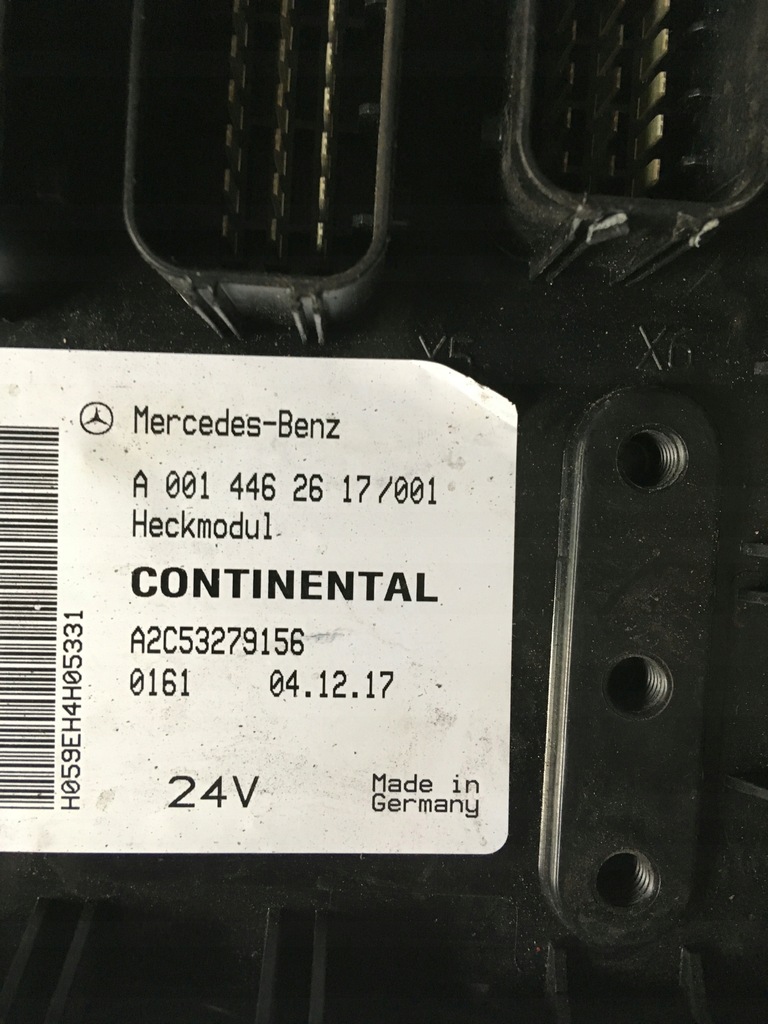 X5
X6
Mercedes-Benz
A 001 446 26 17/001
Heckmodul
CONTINENTAL
A2C53279156
0161 04.12.17
H059EH4H05331
24V
Made in
Germany